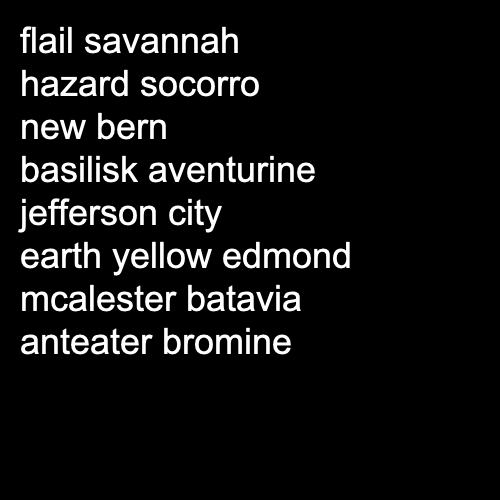 flail savannah
hazard socorro
new bern
basilisk aventurine
jefferson city
earth yellow edmond
mcalester batavia
anteater bromine